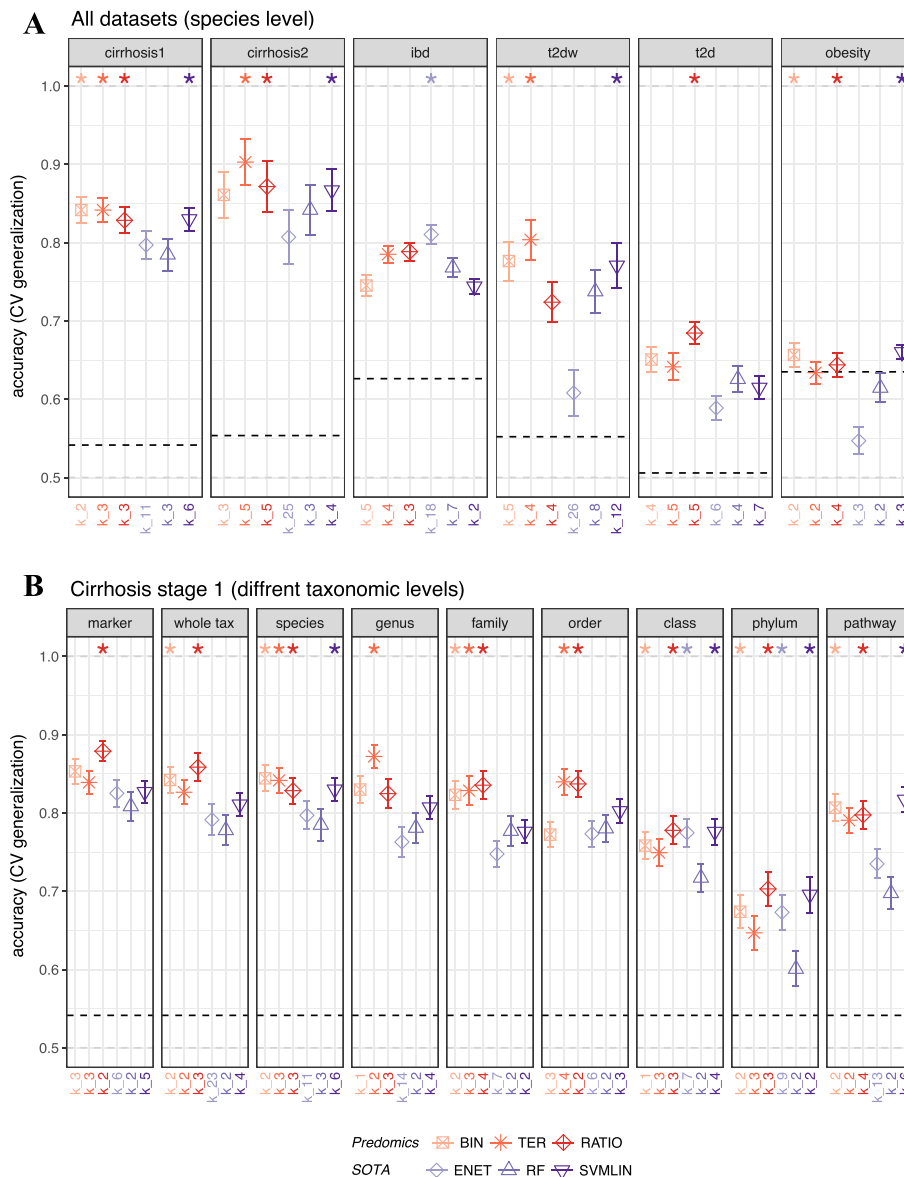 A All datasets (species level)
cirrhosis1 cirrhosis2 ibd t2dw t2d obesity
* * * * * * * * * * * * * * * *
1.0
0.9
0.8
0.7
0.6
0.5
accuracy (CV generalization)
k_2 k_3 k_3 k_11 k_3 k_6 k_3 k_5 k_5 k_25 k_3 k_4 k_5 k_4 k_3 k_18 k_7 k_2 k_5 k_4 k_4 k_26 k_8 k_12 k_4 k_5 k_5 k_6 k_4 k_7 k_2 k_2 k_4 k_3 k_2 k_3
B Cirrhosis stage 1 (diffrent taxonomic levels)
marker whole tax species genus family order class phylum pathway
* * * * * * * * * * * * * * * * * * * * * * * * *
1.0
0.9
0.8
0.7
0.6
0.5
accuracy (CV generalization)
k_3 k_3 k_2 k_6 k_2 k_5 k_2 k_2 k_3 k_23 k_2 k_4 k_2 k_3 k_3 k_11 k_3 k_6 k_1 k_2 k_3 k_14 k_2 k_4 k_2 k_3 k_4 k_7 k_2 k_2 k_3 k_4 k_2 k_6 k_2 k_3 k_1 k_3 k_3 k_7 k_2 k_4 k_2 k_3 k_3 k_9 k_2 k_2 k_2 k_2 k_4 k_13 k_2 k_6
Predomics BIN TER RATIO
SOTA ENET RF SVMLIN